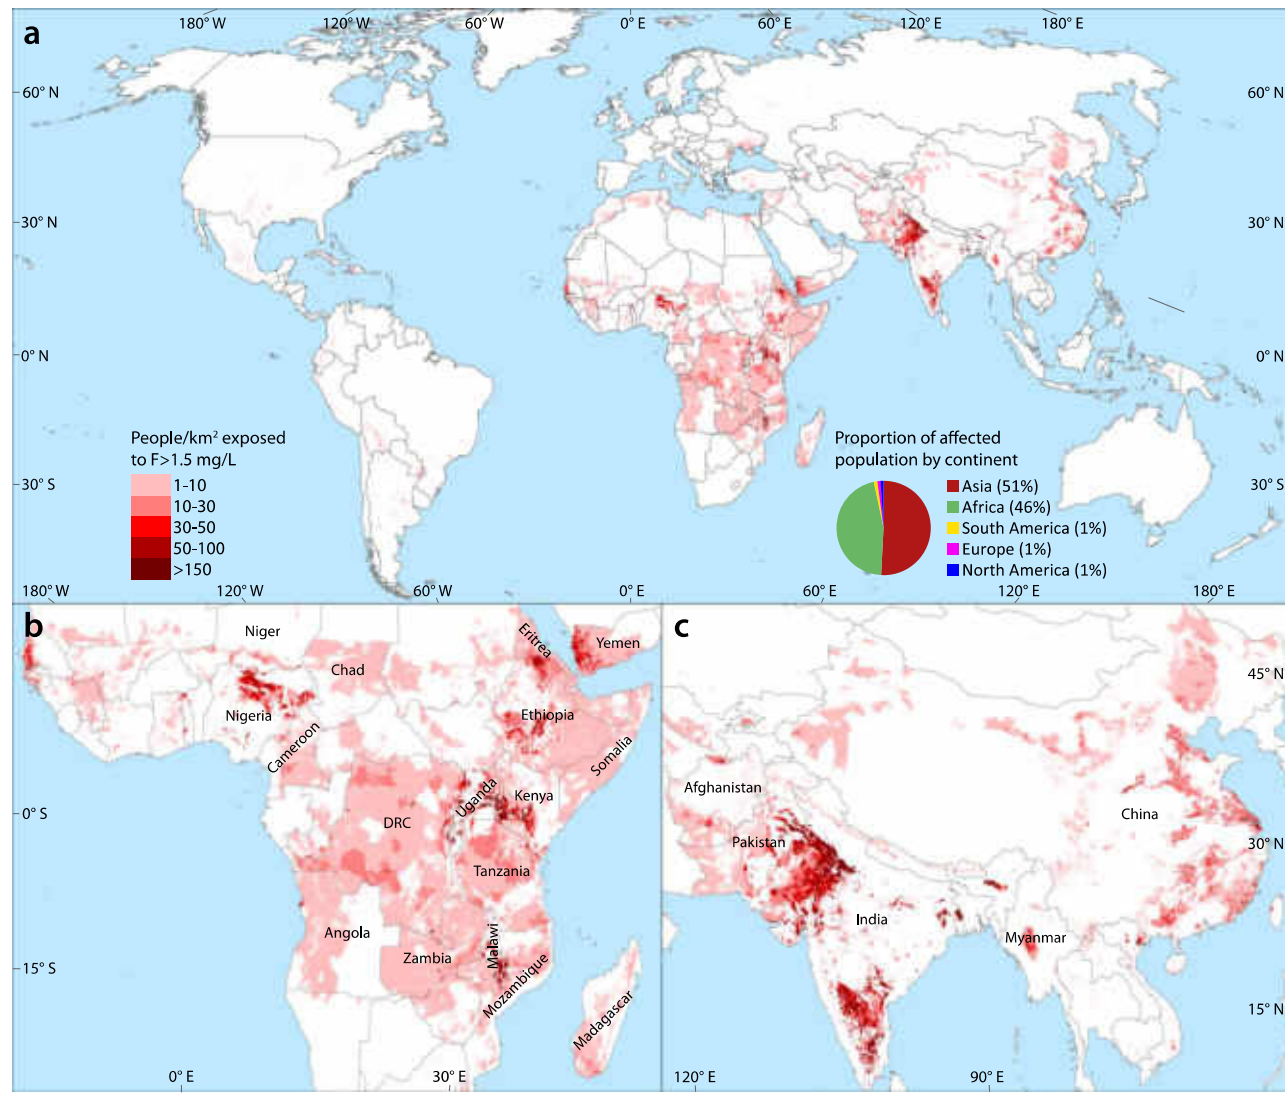 a
180° W
120° W
60° W
0° E
60° E
120° E
180° E
60° N
60° N
30° N
30° N
0° N
0° N
30° S
30° S
People/km² exposed
to F>1.5 mg/L
1-10
10-30
30-50
50-100
>150
Proportion of affected
population by continent
Asia (51%)
Africa (46%)
South America (1%)
Europe (1%)
North America (1%)
180° W
120° W
60° W
0° E
60° E
120° E
180° E
b
Niger
Chad
Eritrea
Yemen
Nigeria
Cameroon
Ethiopia
Somalia
Uganda
Kenya
0° S
DRC
Tanzania
Angola
Zambia
Malawi
Mozambique
Madagascar
15° S
0° E
30° E
c
45° N
Afghanistan
China
Pakistan
30° N
India
Myanmar
15° N
120° E
90° E